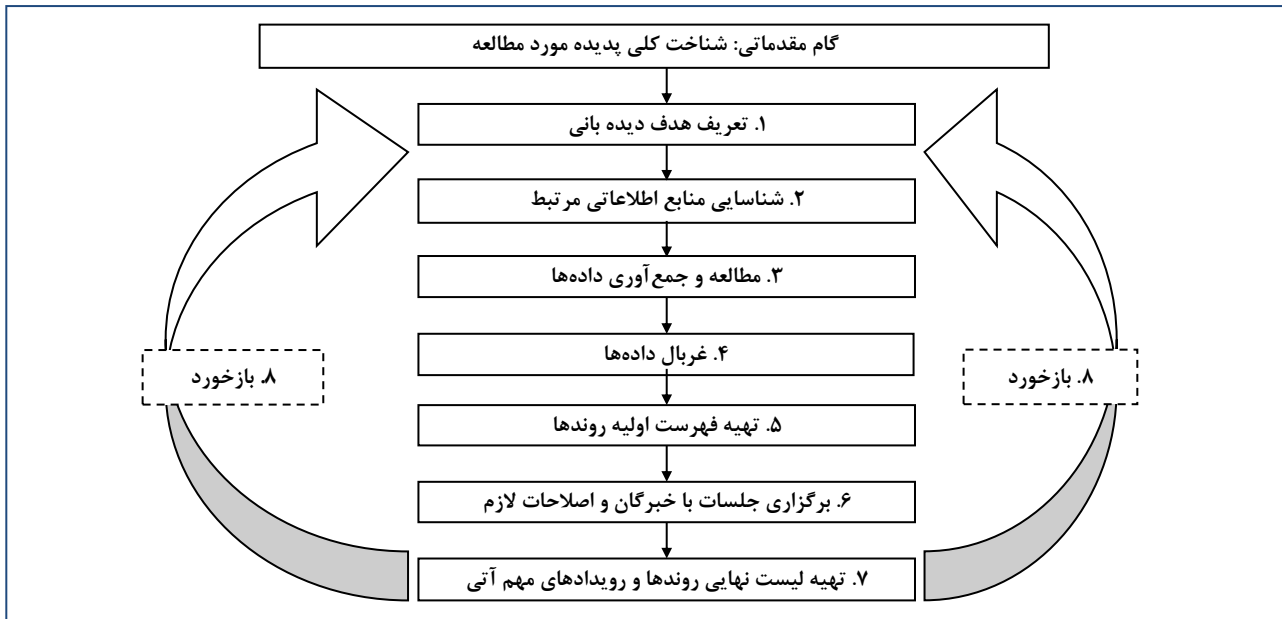 گام مقدماتی: شناخت کلی پدیده مورد مطالعه
۱. تعریف هدف دیده بانی
۲. شناسایی منابع اطلاعاتی مرتبط
۳. مطالعه و جمع‌آوری داده‌ها
۴. غربال داده‌ها
۸. بازخورد
۸. بازخورد
۵. تهیه فهرست اولیه روندها
۶. برگزاری جلسات با خبرگان و اصلاحات لازم
۷. تهیه لیست نهایی روندها و رویدادهای مهم آتی